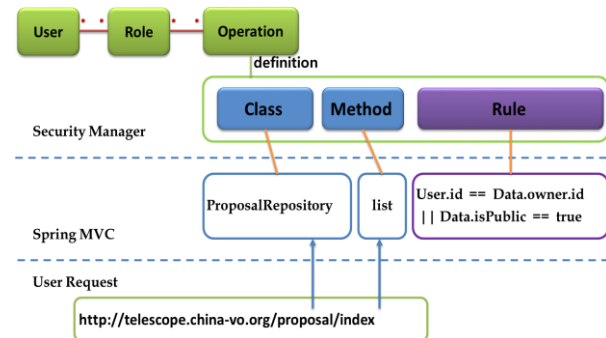 User
Role
Operation
definition
Class
Method
Rule
Security Manager
ProposalRepository
list
User.id == Data.owner.id
|| Data.isPublic == true
Spring MVC
User Request
http://telescope.china-vo.org/proposal/index